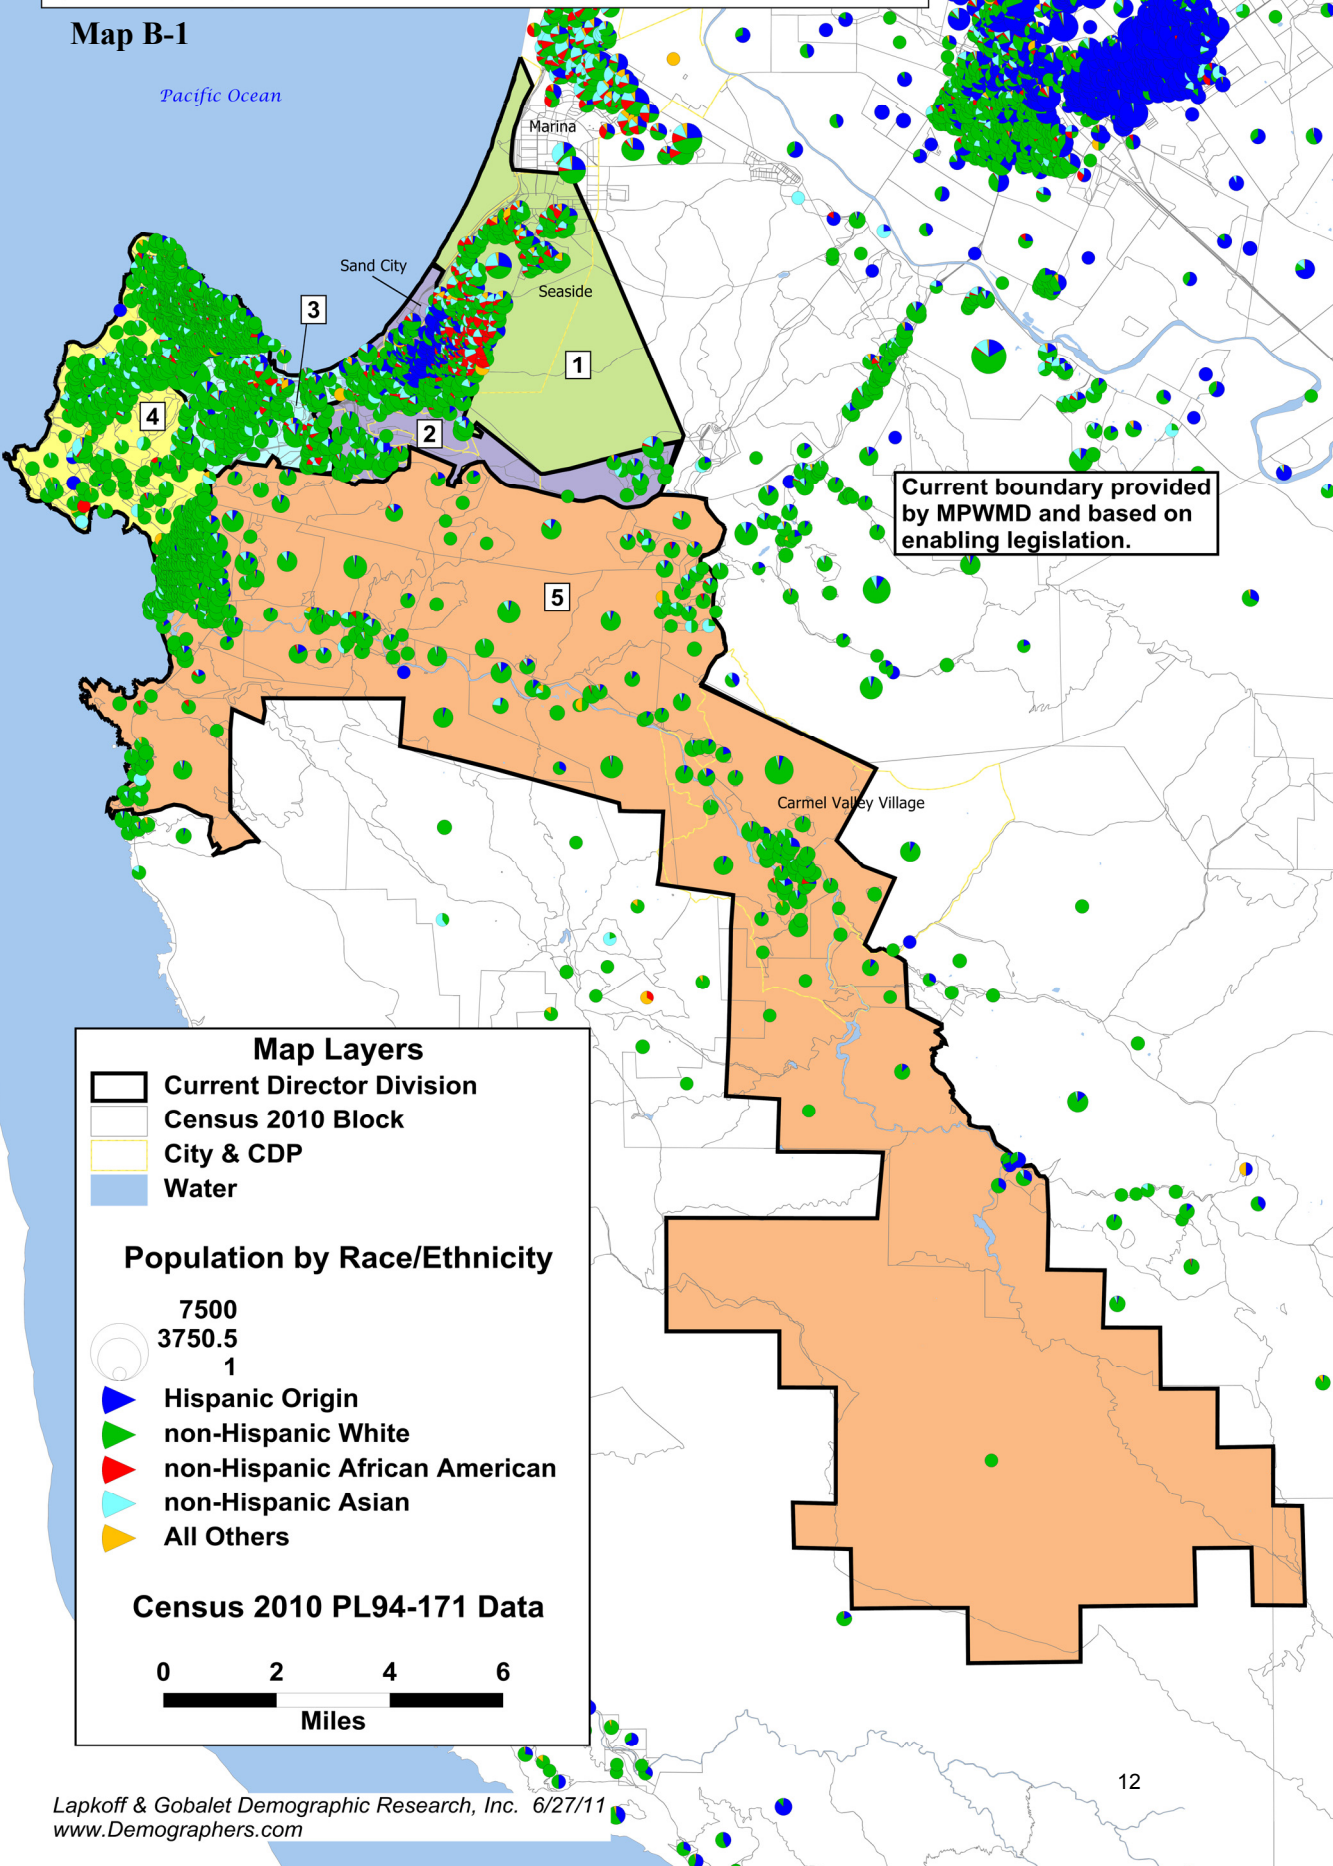 Map B-1
Pacific Ocean
Marina
Sand City
Seaside
3
1
4
2
Current boundary provided
by MPWMD and based on
enabling legislation.
5
Carmel Valley Village
Map Layers
Current Director Division
Census 2010 Block
City & CDP
Water
Population by Race/Ethnicity
7500
3750.5
1
Hispanic Origin
non-Hispanic White
non-Hispanic African American
non-Hispanic Asian
All Others
Census 2010 PL94-171 Data
0 2 4 6
Miles
12
Lapkoff & Gobalet Demographic Research, Inc. 6/27/11
www.Demographers.com